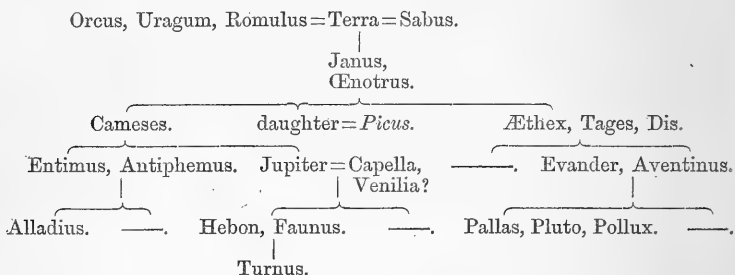 Orcus, Uragum, Romulus=Terra=Sabus.
Janus,
Œnotrus.
Cameses. daughter=Picus. Æthex, Tages, Dis.
Entimus, Antiphemus. Jupiter=Capella, ——. Evander, Aventinus.
Venilia?
Alladius. ——. Hebon, Faunus. ——. Pallas, Pluto, Pollux. ——.
Turnus.